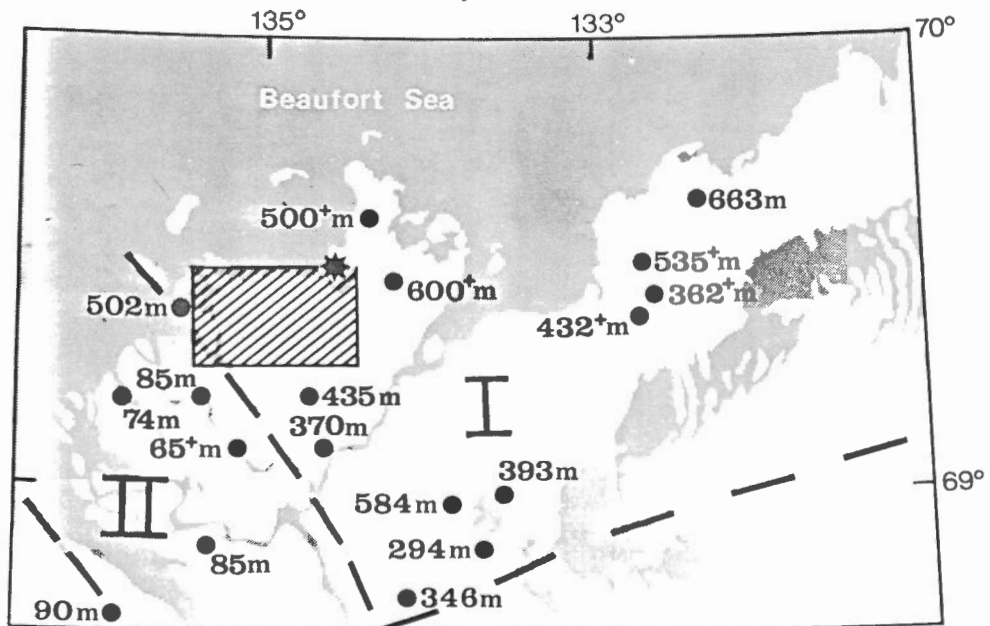 135° 133° 70°
Beaufort Sea
663m
500⁺m
535⁺m
600⁺m
362⁺m
502m
432⁺m
85m
435m
I
74m
370m
65⁺m
393m
69°
584m
II
294m
85m
346m
90m